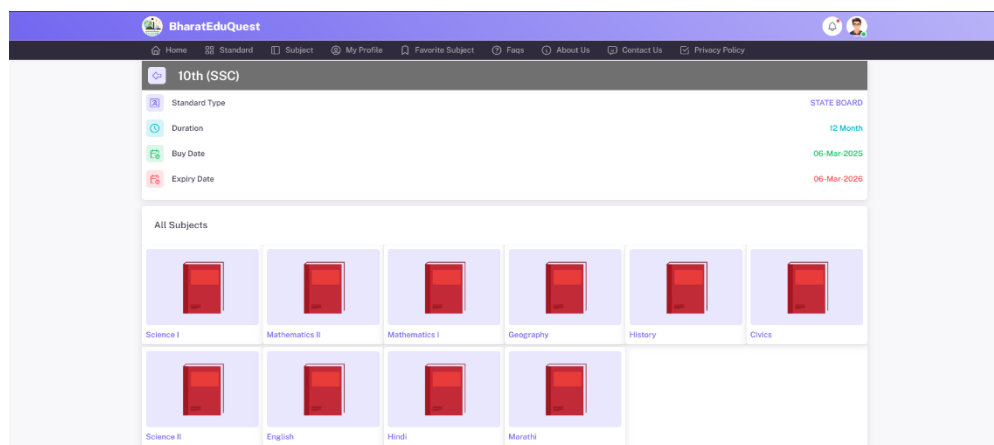 BharatEduQuest
Home Standard Subject My Profile Favorite Subject Faqs About Us Contact Us Privacy Policy
10th (SSC)
Standard Type STATE BOARD
Duration 12 Month
Buy Date 06-Mar-2025
Expiry Date 06-Mar-2026
All Subjects
Science I Mathematics II Mathematics I Geography History Civics
Science II English Hindi Marathi